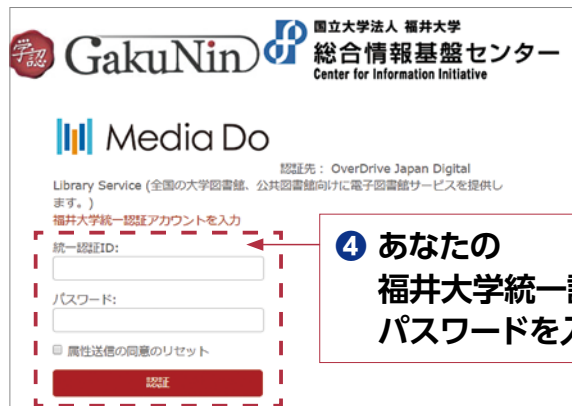 学認
GakuNin
国立大学法人 福井大学
総合情報基盤センター
Center for Information Initiative
Media Do
認証先： OverDrive Japan Digital
Library Service (全国の大学図書館、公共図書館向けに電子図書館サービスを提供し
ます。)
福井大学統一認証アカウントを入力
統一認証ID:
パスワード:
属性送信の同意のリセット
認証
❹ あなたの
福井大学統一
パスワードを